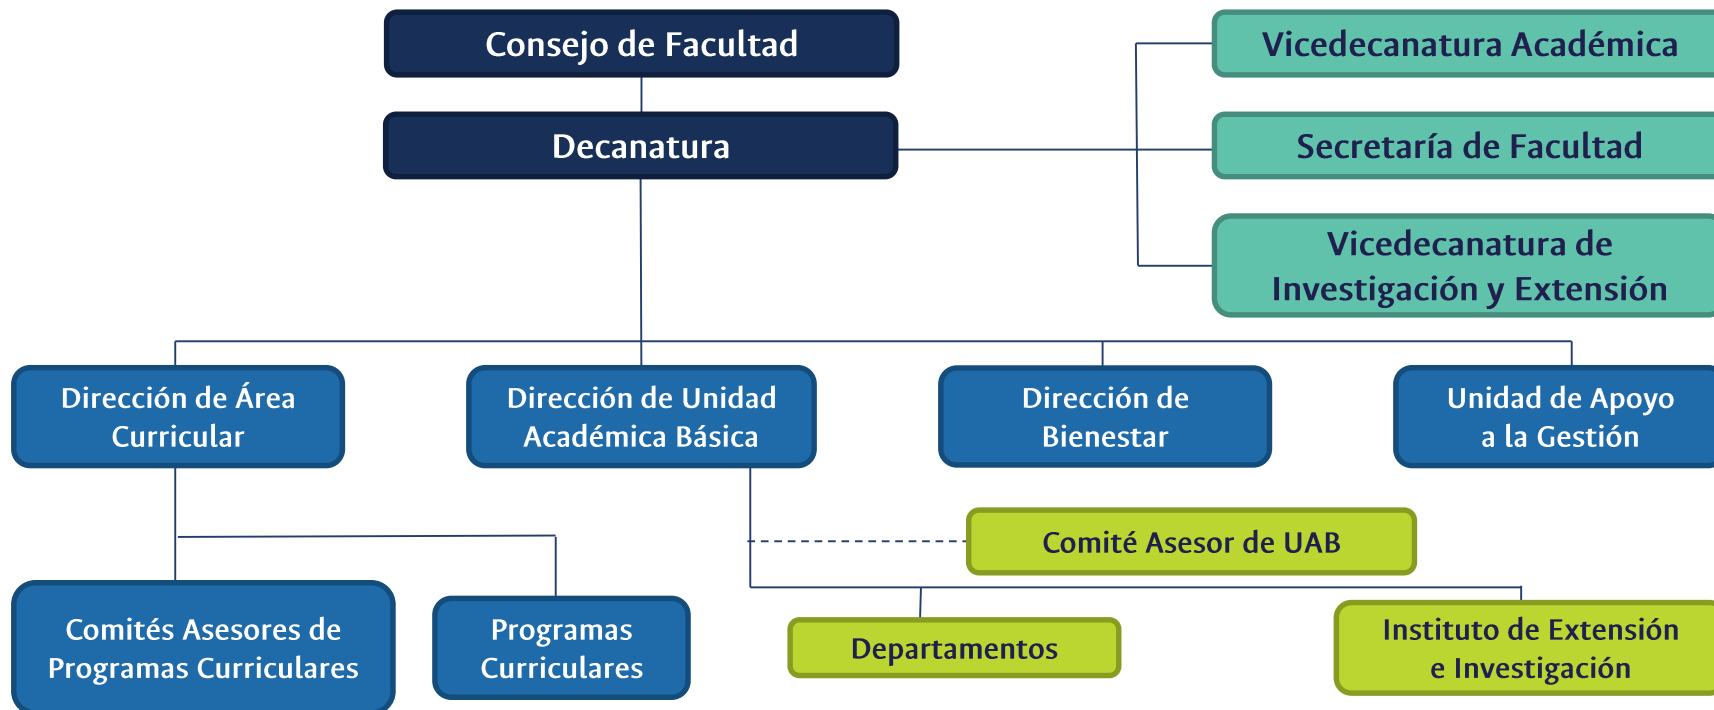 Consejo de Facultad
Vicedecanatura Académica
Decanatura
Secretaría de Facultad
Vicedecanatura de
Investigación y Extensión
Dirección de Área
Curricular
Dirección de Unidad
Académica Básica
Dirección de
Bienestar
Unidad de Apoyo
a la Gestión
Comité Asesor de UAB
Comités Asesores de
Programas Curriculares
Programas
Curriculares
Departamentos
Instituto de Extensión
e Investigación